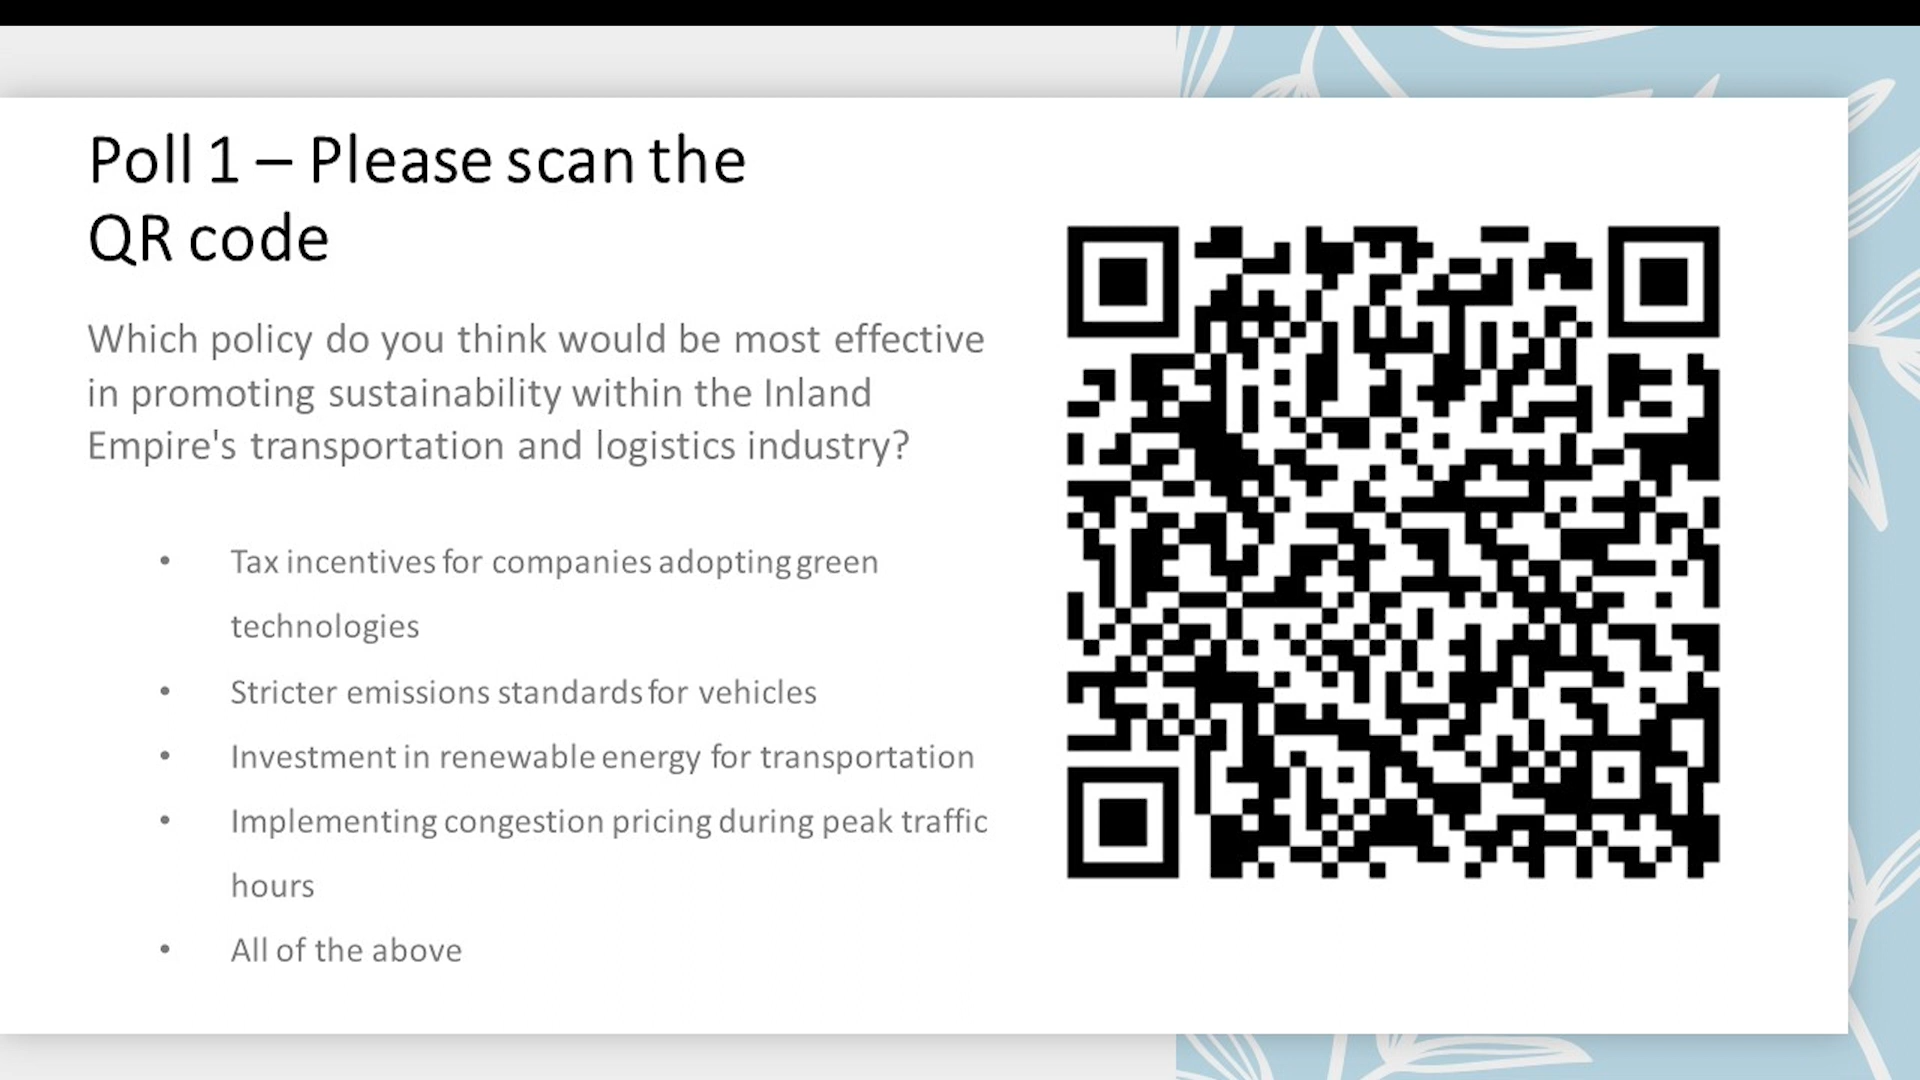 Poll 1 – Please scan the
QR code
Which policy do you think would be most effective
in promoting sustainability within the Inland
Empire's transportation and logistics industry?
• Tax incentives for companies adopting green
technologies
• Stricter emissions standards for vehicles
• Investment in renewable energy for transportation
• Implementing congestion pricing during peak traffic
hours
• All of the above